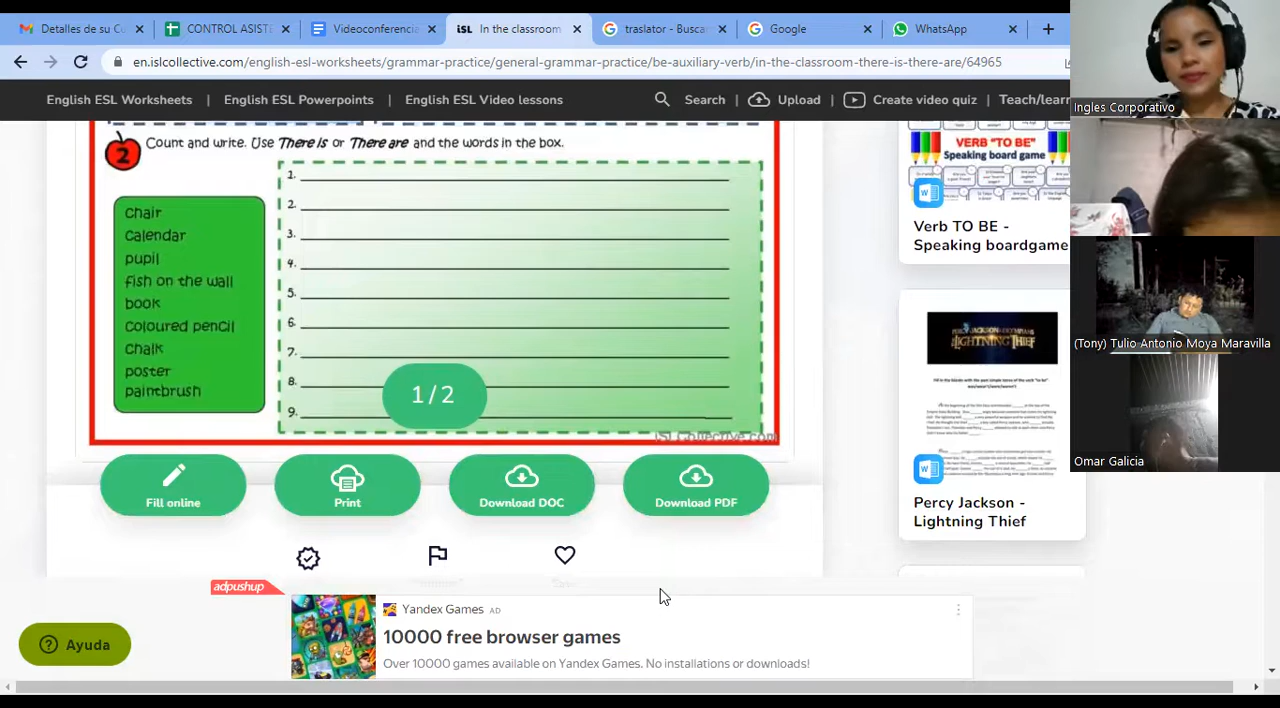 Detalles de su C
CONTROL ASIST
Videoconferencia
iSL In the classroom
traslator - Buscar
Google
WhatsApp
en.islcollective.com/english-esl-worksheets/grammar-practice/general-grammar-practice/be-auxiliary-verb/in-the-classroom-there-is-there-are/64965
English ESL Worksheets | English ESL Powerpoints | English ESL Video lessons
Search | Upload | Create video quiz | Teach/learn
Ingles Corporativo
2 Count and write. Use There is or There are and the words in the box.
Chair
Calendar
pupil
fish on the wall
book
coloured pencil
Chalk
poster
paintbrush
1.
2.
3.
4.
5.
6.
7.
8.
9.
1/2
iSLCollective.com
Fill online
Print
Download DOC
Download PDF
VERB "TO BE"
Speaking board game
Verb TO BE -
Speaking boardgame
(Tony) Tulio Antonio Moya Maravilla
LIGHTNING THIEF
Omar Galicia
Percy Jackson -
Lightning Thief
adpushup
Yandex Games AD
10000 free browser games
Over 10000 games available on Yandex Games. No installations or downloads!
Ayuda